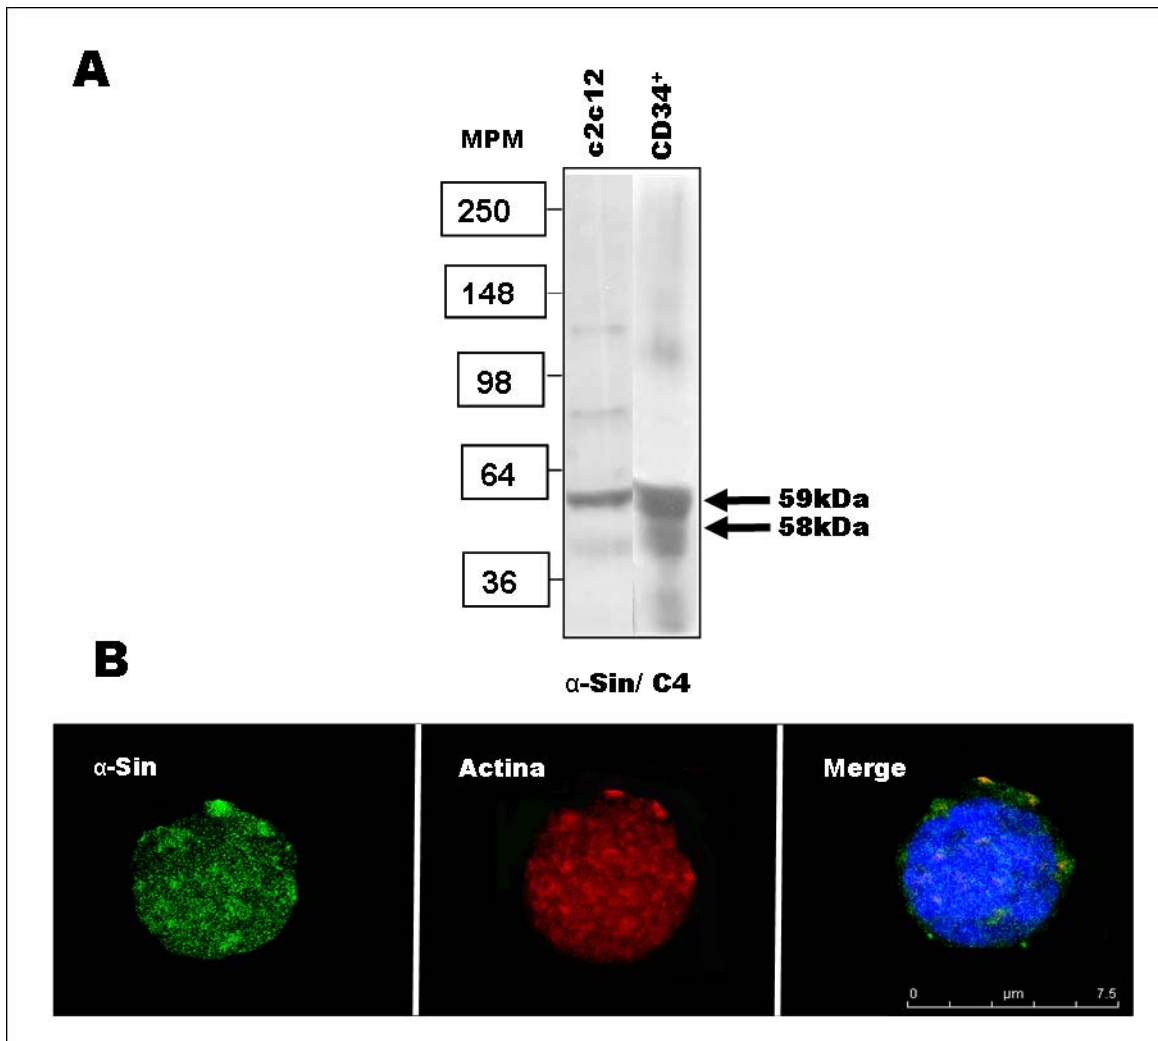 A
MPM
c2c12
CD34⁺
250
148
98
64
36
59kDa
58kDa
α-Sin/ C4
B
α-Sin
Actina
Merge
0 µm 7.5